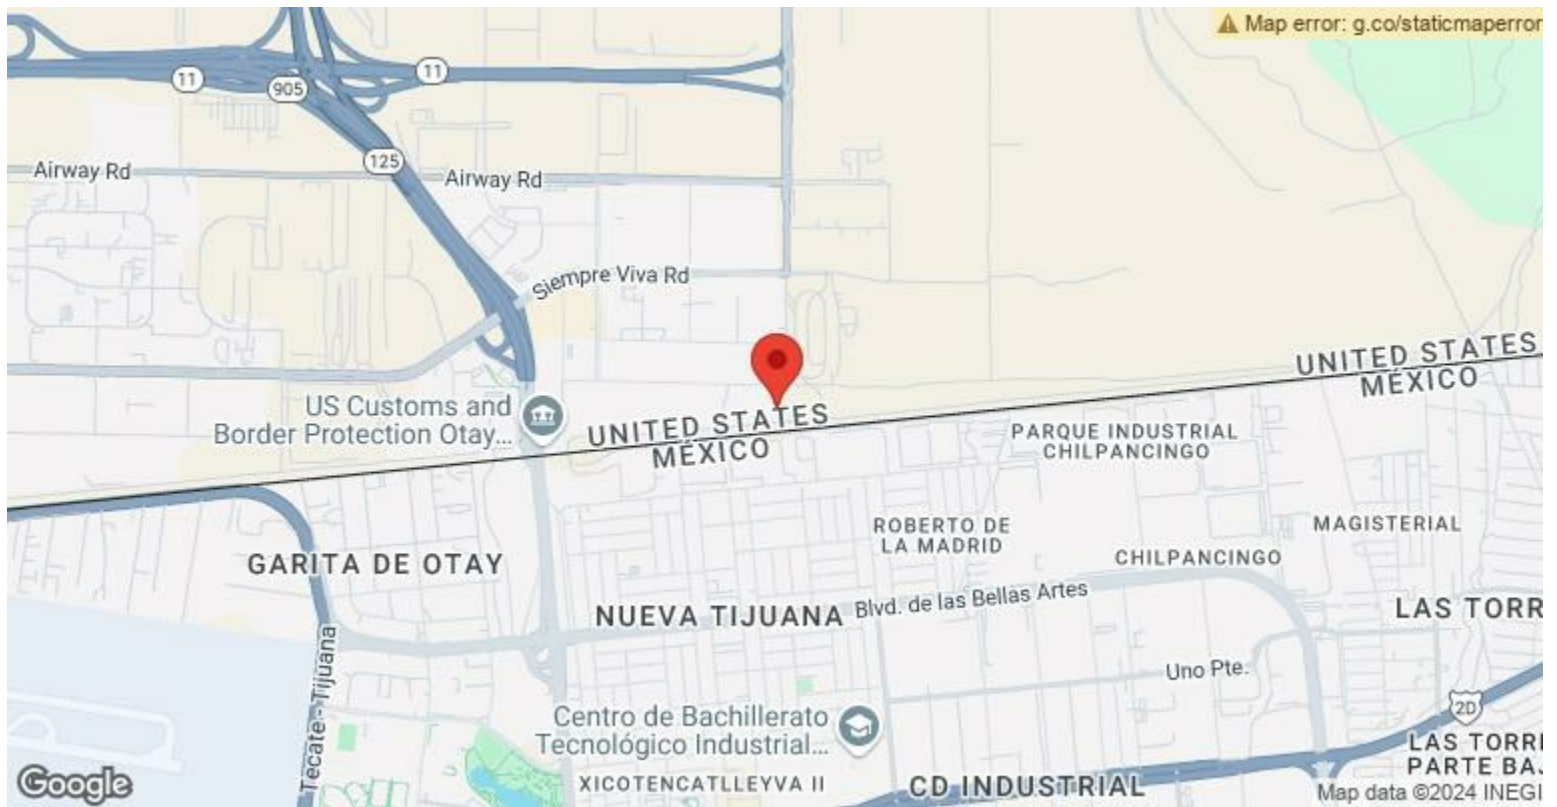 Map error: g.co/staticmaperror
11
11
905
125
Airway Rd
Airway Rd
Siempre Viva Rd
UNITED STATES
MÉXICO
US Customs and
Border Protection Otay...
UNITED STATES
MÉXICO
PARQUE INDUSTRIAL
CHILPANCINGO
ROBERTO DE
LA MADRID
MAGISTERIAL
CHILPANCINGO
GARITA DE OTAY
NUEVA TIJUANA
Blvd. de las Bellas Artes
LAS TORR
Tecate - Tijuana
Uno Pte.
2D
Centro de Bachillerato
Tecnológico Industrial...
LAS TORRE
PARTE BAJ
XICOTENCATLLEYVA II
CD INDUSTRIAL
Google
Map data ©2024 INEGI